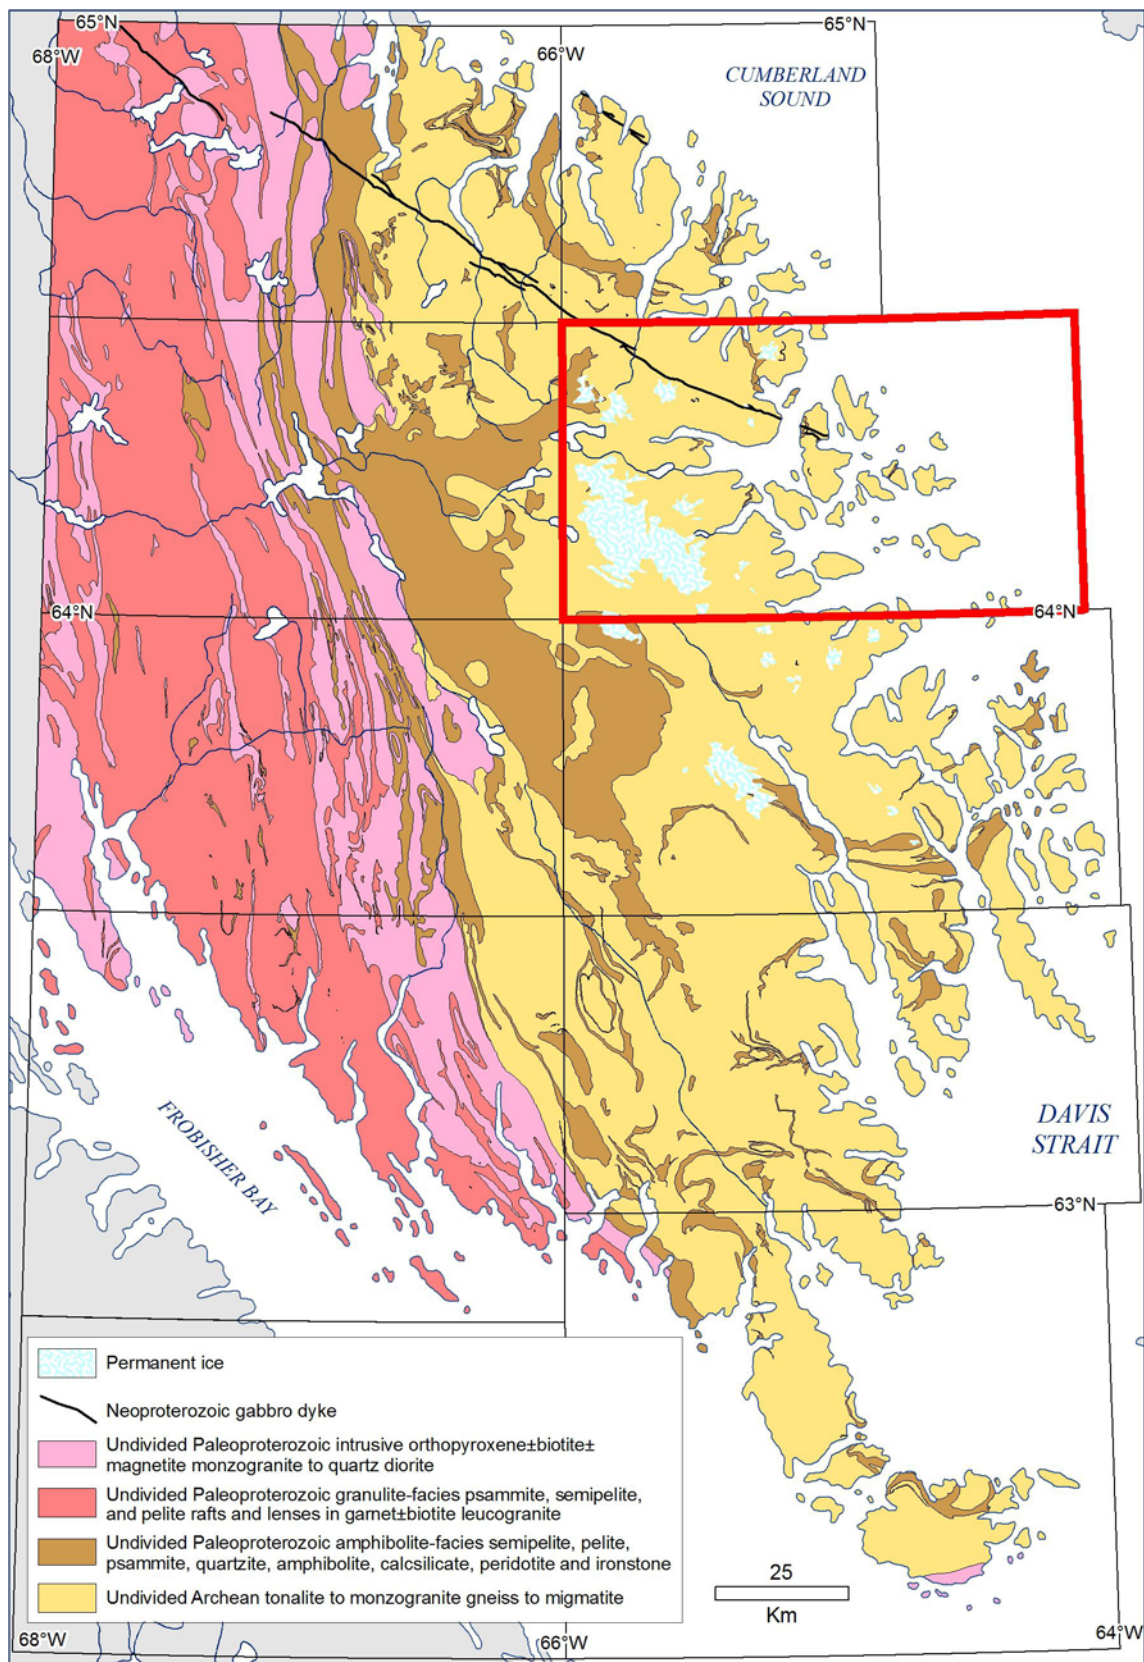 65°N
65°N
68°W
66°W
CUMBERLAND
SOUND
64°N
64°N
FROBISHER BAY
DAVIS
STRAIT
63°N
Permanent ice
Neoproterozoic gabbro dyke
Undivided Paleoproterozoic intrusive orthopyroxene±biotite±
magnetite monzogranite to quartz diorite
Undivided Paleoproterozoic granulite-facies psammite, semipelite,
and pelite rafts and lenses in garnet±biotite leucogranite
Undivided Paleoproterozoic amphibolite-facies semipelite, pelite,
psammite, quartzite, amphibolite, calcsilicate, peridotite and ironstone
Undivided Archean tonalite to monzogranite gneiss to migmatite
25
Km
68°W
66°W
64°W